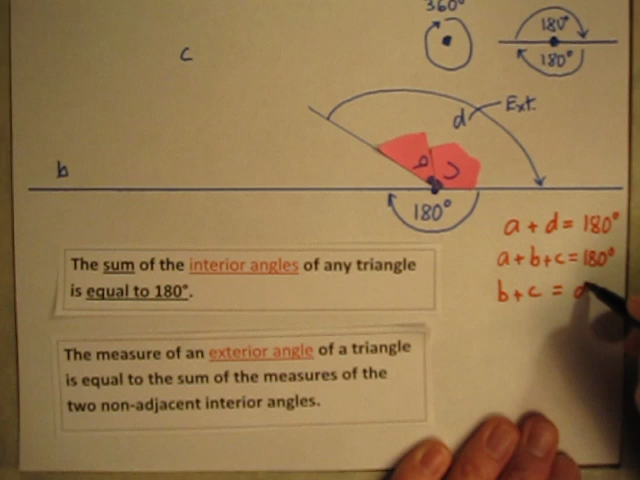 360°
180°
180°
c
d
Ext.
b
b
c
180°
a + d = 180°
a + b + c = 180°
b + c = d
The sum of the interior angles of any triangle
is equal to 180°.
The measure of an exterior angle of a triangle
is equal to the sum of the measures of the
two non-adjacent interior angles.